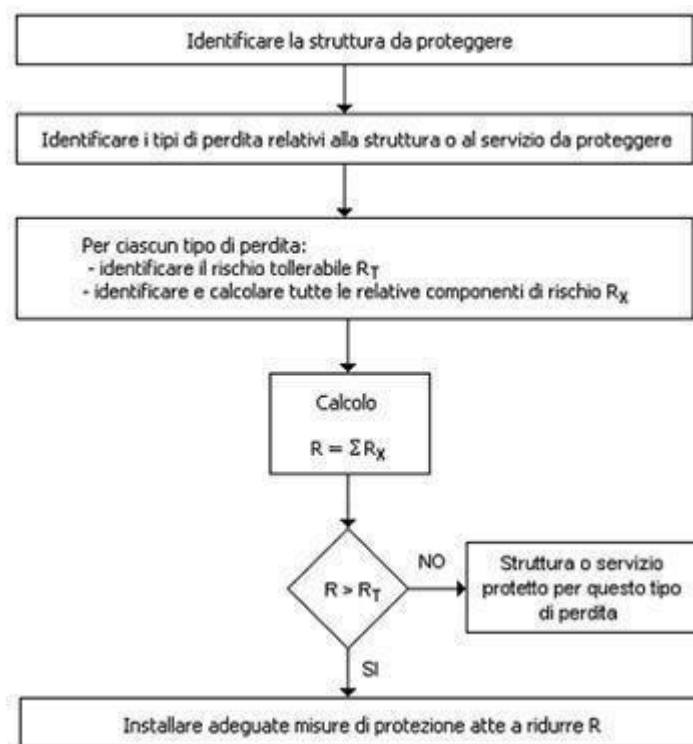 Identificare la struttura da proteggere
Identificare i tipi di perdita relativi alla struttura o al servizio da proteggere
Per ciascun tipo di perdita:
- identificare il rischio tollerabile RT
- identificare e calcolare tutte le relative componenti di rischio RX
Calcolo
R = ΣRX
R > RT
NO
Struttura o servizio
protetto per questo tipo
di perdita
SI
Installare adeguate misure di protezione atte a ridurre R